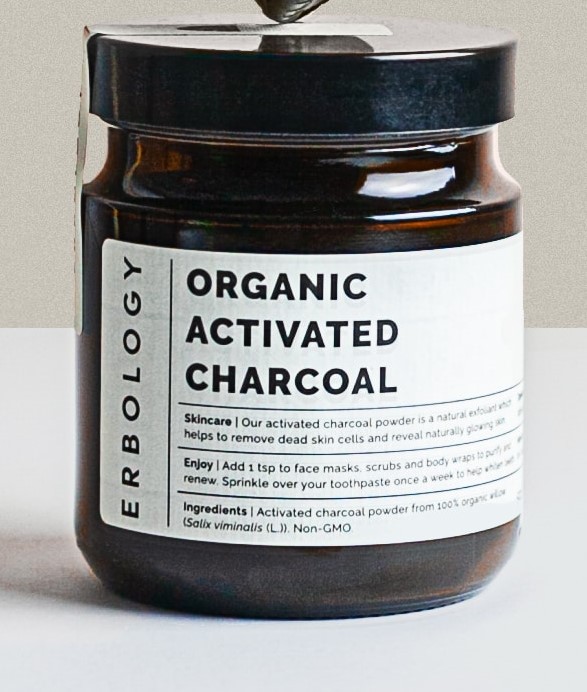 ERBOLOGY
ORGANIC
ACTIVATED
CHARCOAL
Skincare | Our activated charcoal powder is a natural exfoliant which
helps to remove dead skin cells and reveal naturally glowing skin.
Enjoy | Add 1 tsp to face masks, scrubs and body wraps to purify and
renew. Sprinkle over your toothpaste once a week to help whiten teeth.
Ingredients | Activated charcoal powder from 100% organic willow
(Salix viminalis (L.)). Non-GMO.